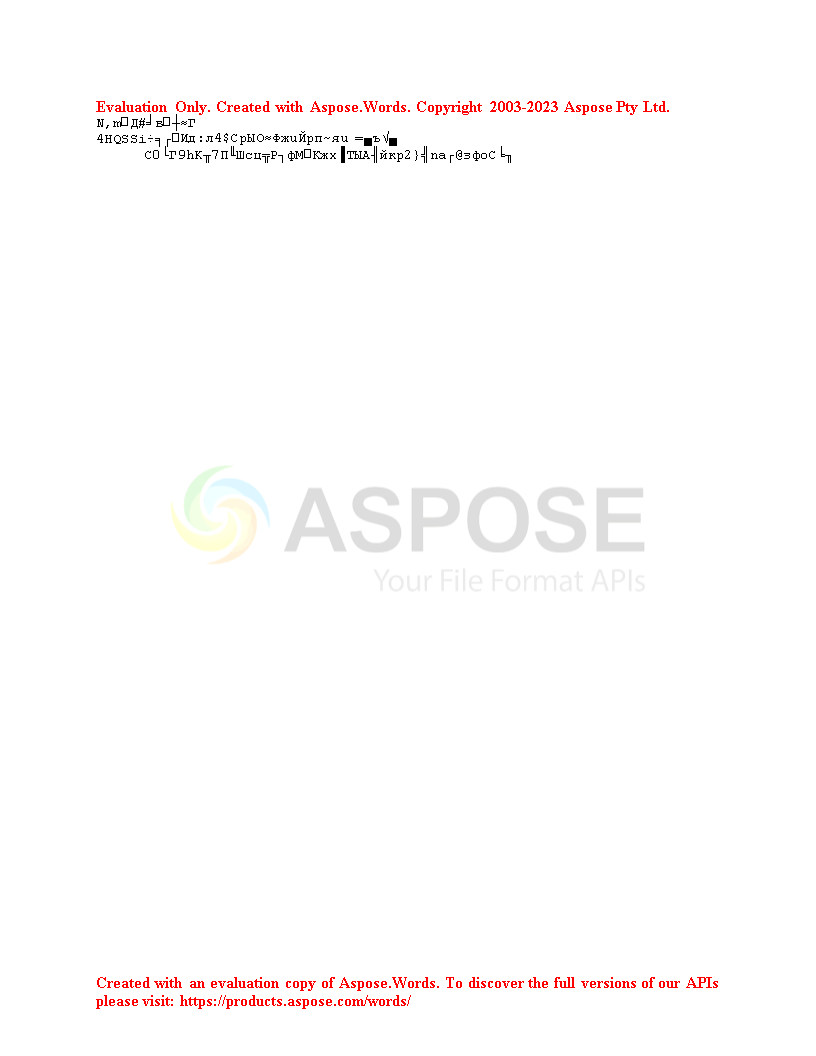 Evaluation Only. Created with Aspose.Words. Copyright 2003-2023 Aspose Pty Ltd.
N,m□Д#╛в□┼≈Г
4HQSSi÷╕┌□Ид:л4$СрЫО≈ФжuЙрп~яu =▄ъ√▄
СО└Г9hK╥7П╙Шсц╦Р┐фМ□Кжх▐ТЫА╢йкр2}╣na┌@зфоС╘╖
ASPOSE
Your File Format APIs
Created with an evaluation copy of Aspose.Words. To discover the full versions of our APIs
please visit: https://products.aspose.com/words/